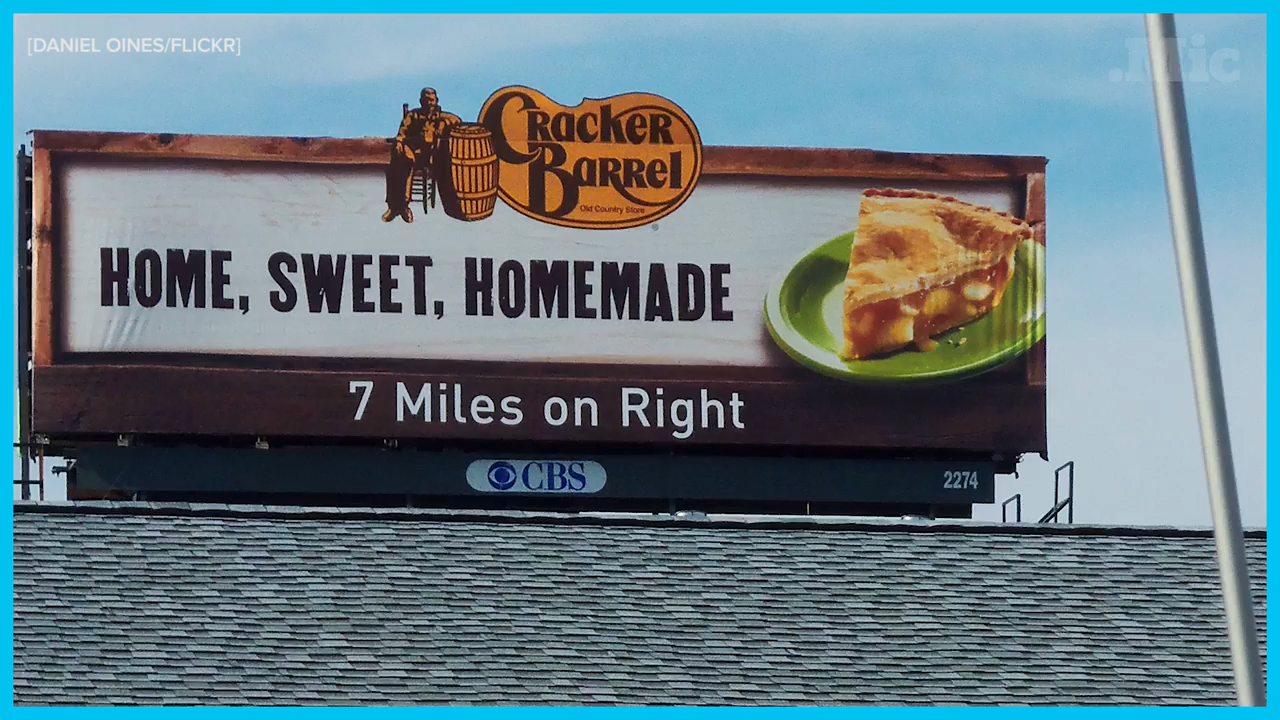 [DANIEL OINES/FLICKR]
.Mic
Cracker
Barrel
Old Country Store
®
HOME, SWEET, HOMEMADE
7 Miles on Right
CBS
2274